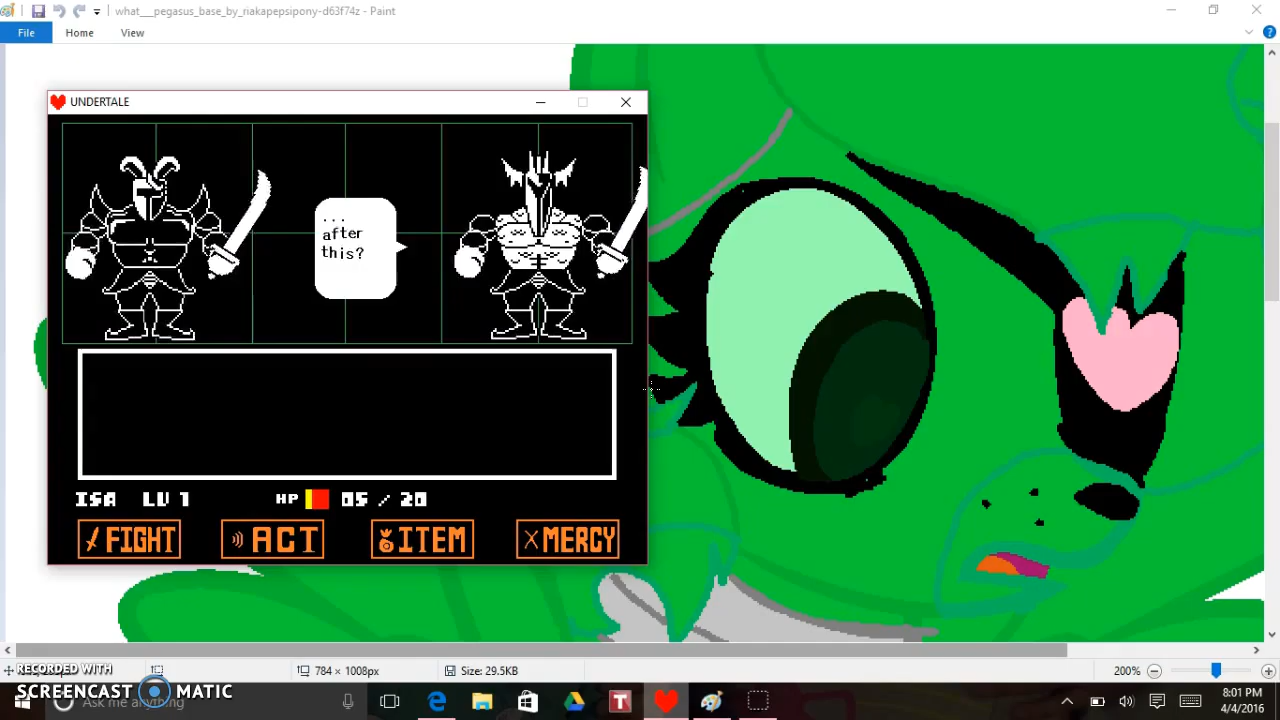 what___pegasus_base_by_riakapepsipony-d63f74z - Paint
File Home View
UNDERTALE
...
after
this?
ISA LV 1 HP 05 / 20
FIGHT ACT ITEM MERCY
784 × 1008px
Size: 29.5KB
200%
RECORDED WITH
SCREENCAST MATIC
Ask me anything
8:01 PM
4/4/2016